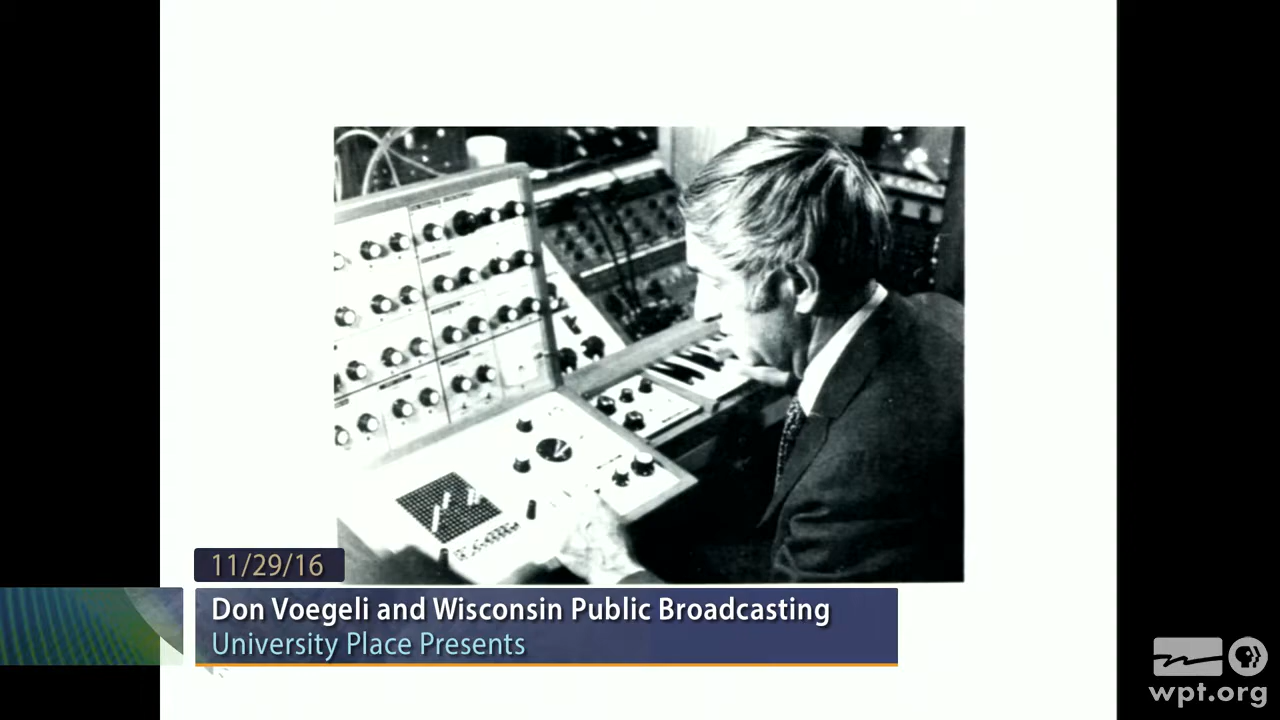 11/29/16
Don Voegeli and Wisconsin Public Broadcasting
University Place Presents
wpt.org